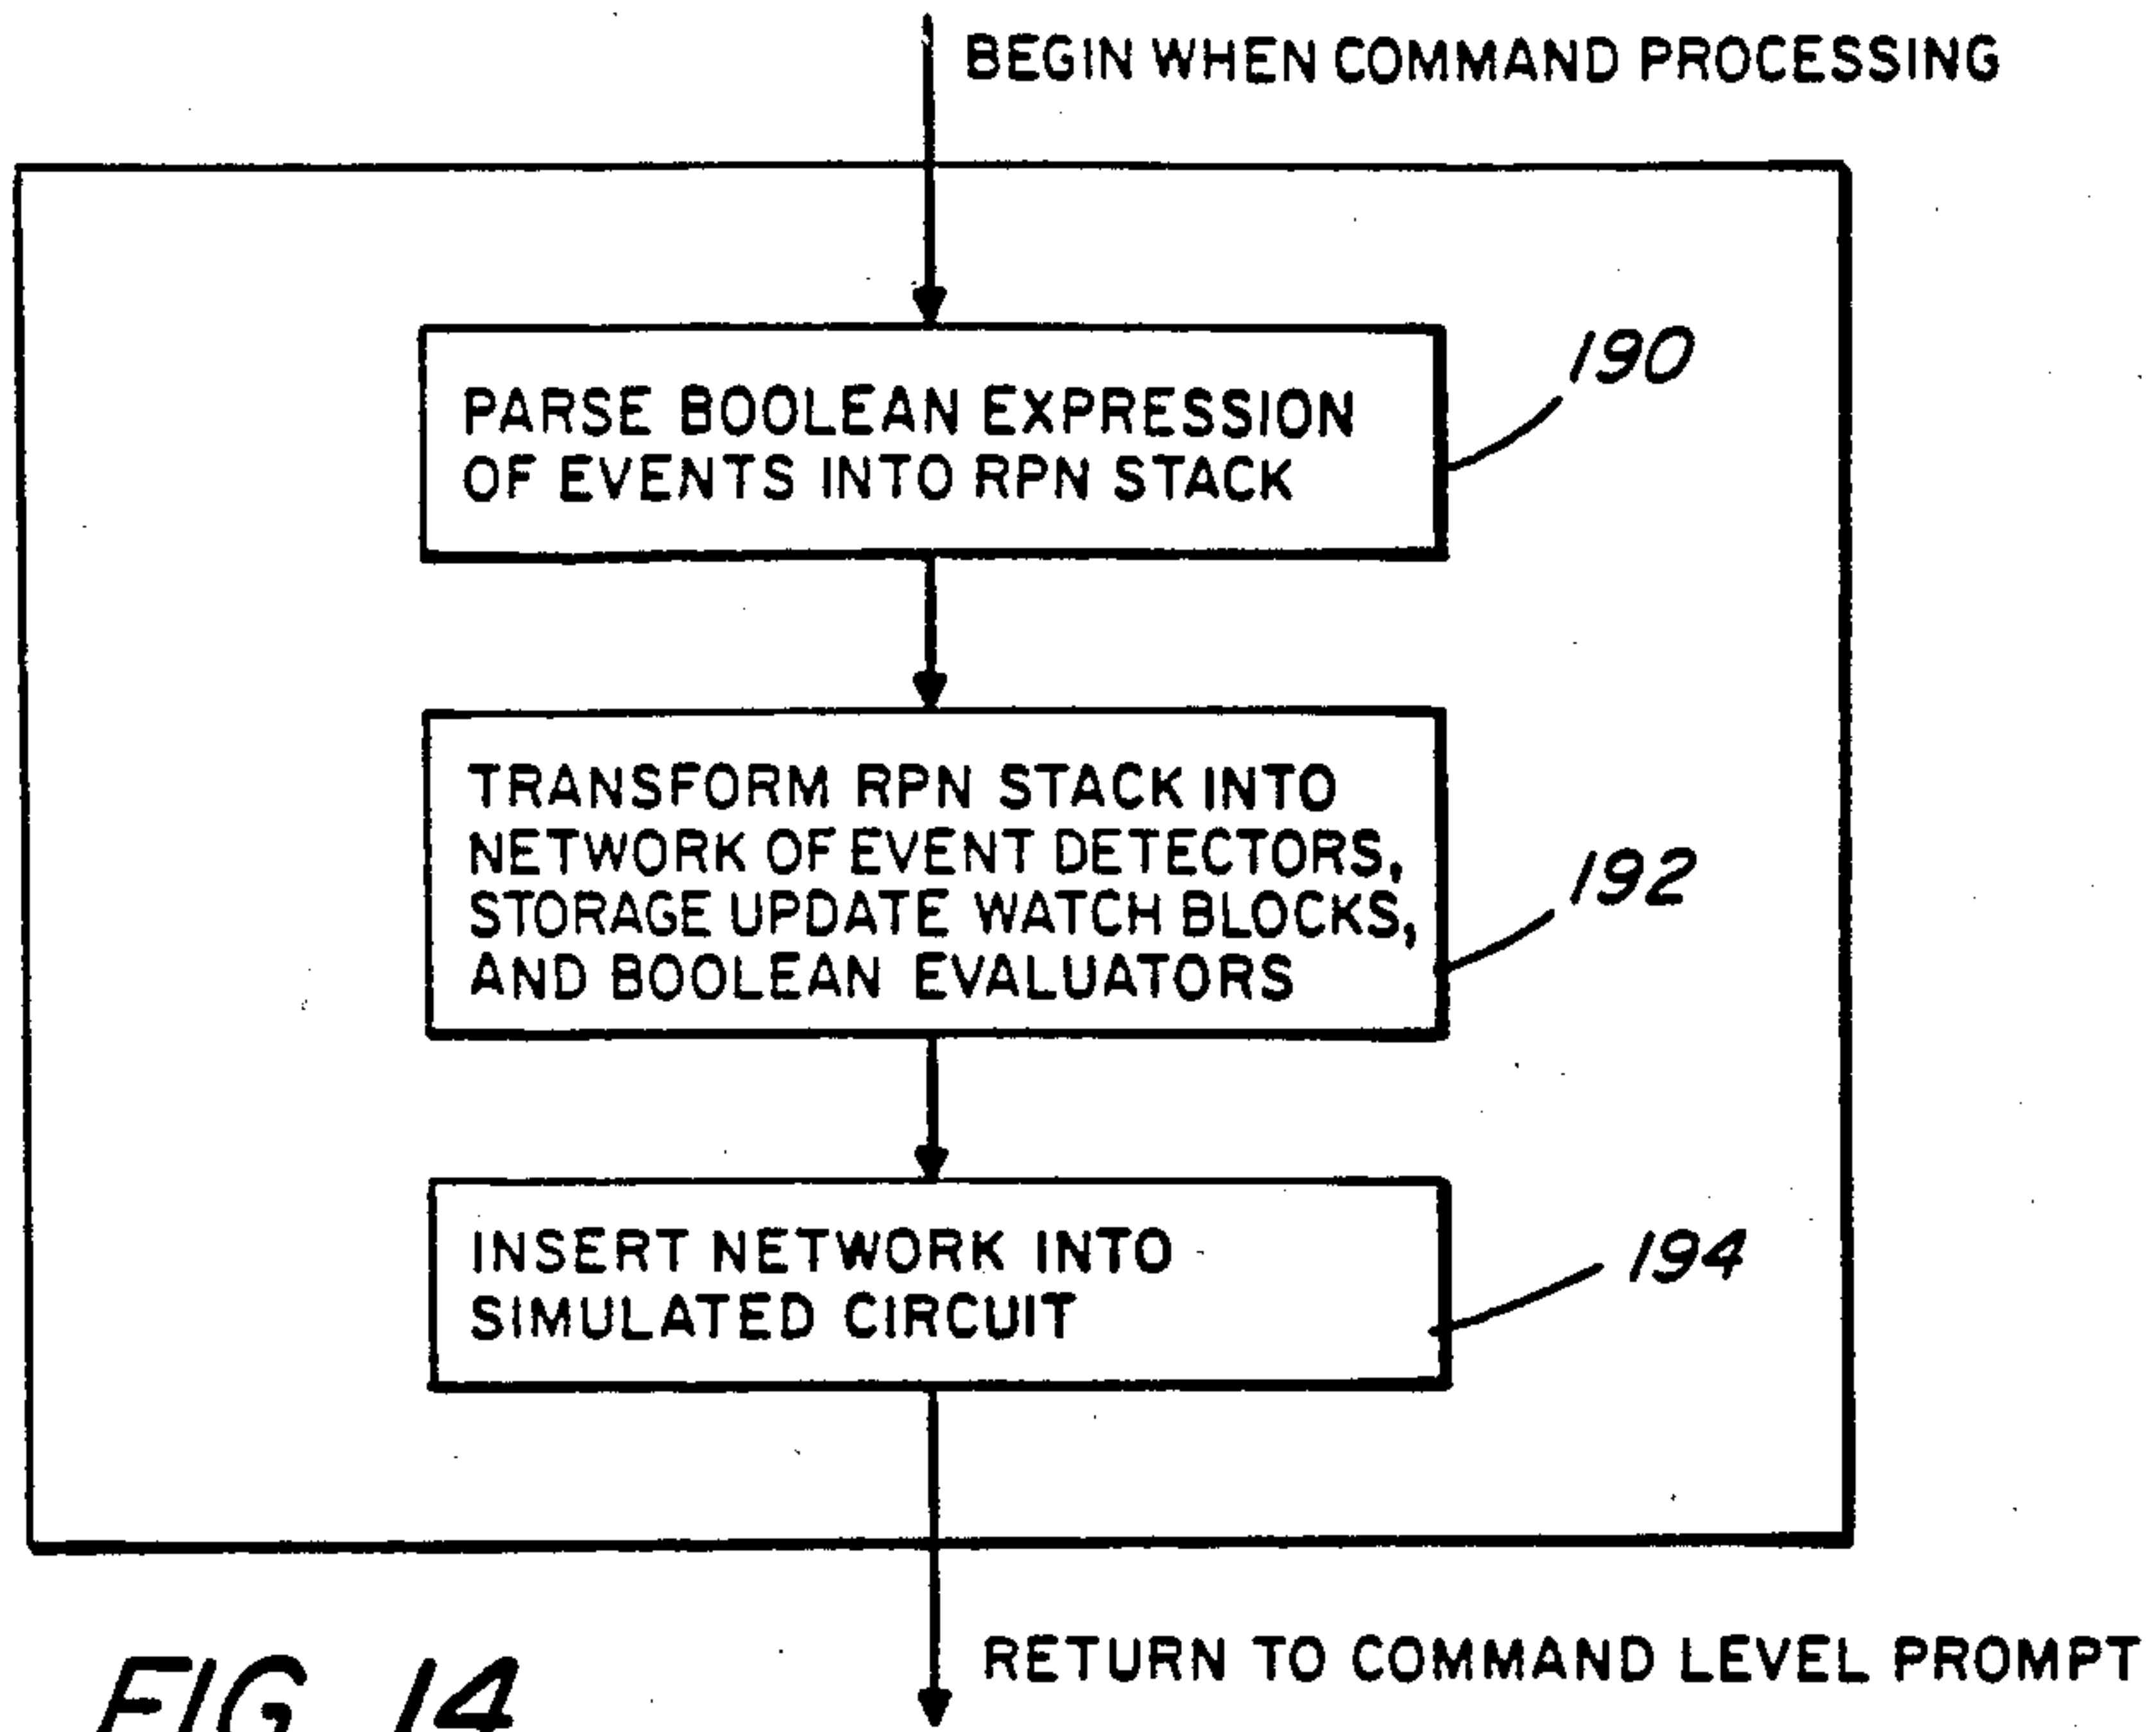 BEGIN WHEN COMMAND PROCESSING
190
PARSE BOOLEAN EXPRESSION
OF EVENTS INTO RPN STACK
TRANSFORM RPN STACK INTO
NETWORK OF EVENT DETECTORS,
STORAGE UPDATE WATCH BLOCKS,
AND BOOLEAN EVALUATORS
192
INSERT NETWORK INTO
SIMULATED CIRCUIT
194
RETURN TO COMMAND LEVEL PROMPT
FIG. 14